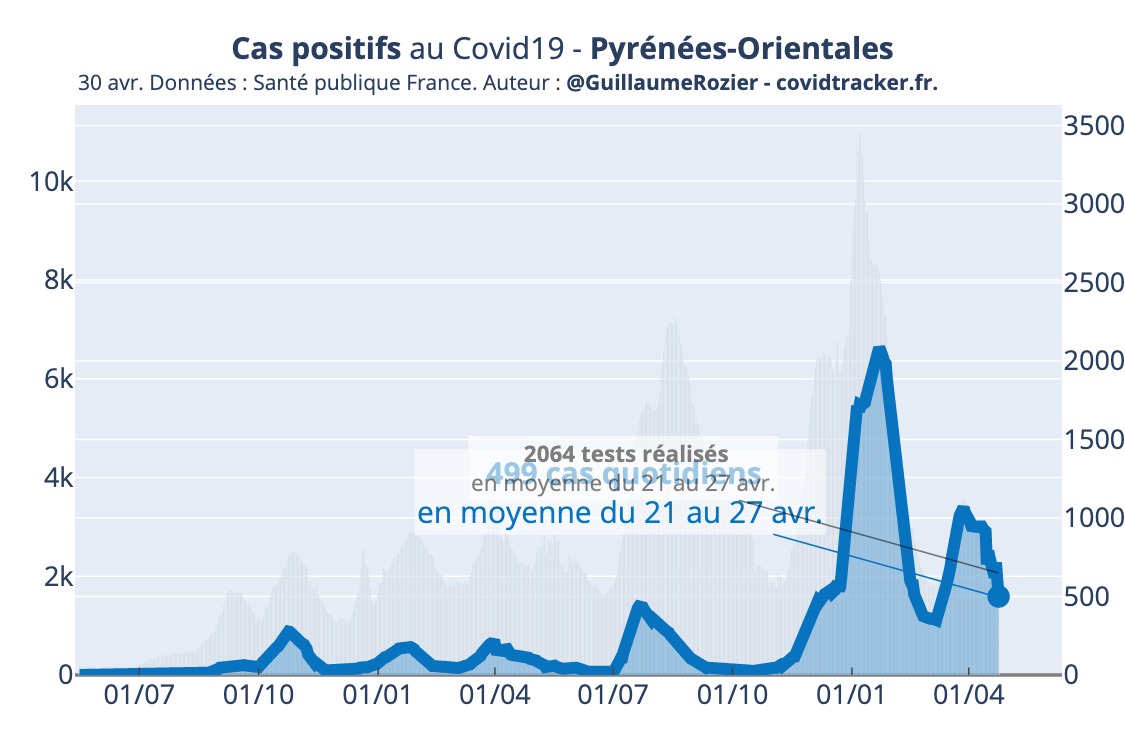 Cas positifs au Covid19 - Pyrénées-Orientales
30 avr. Données : Santé publique France. Auteur : @GuillaumeRozier - covidtracker.fr.
3500
10k
3000
8k
2500
2000
6k
1500
2064 tests réalisés
499 cas quotidiens
4k
en moyenne du 21 au 27 avr.
en moyenne du 21 au 27 avr.
1000
2k
500
0
0
01/07 01/10 01/01 01/04 01/07 01/10 01/01 01/04